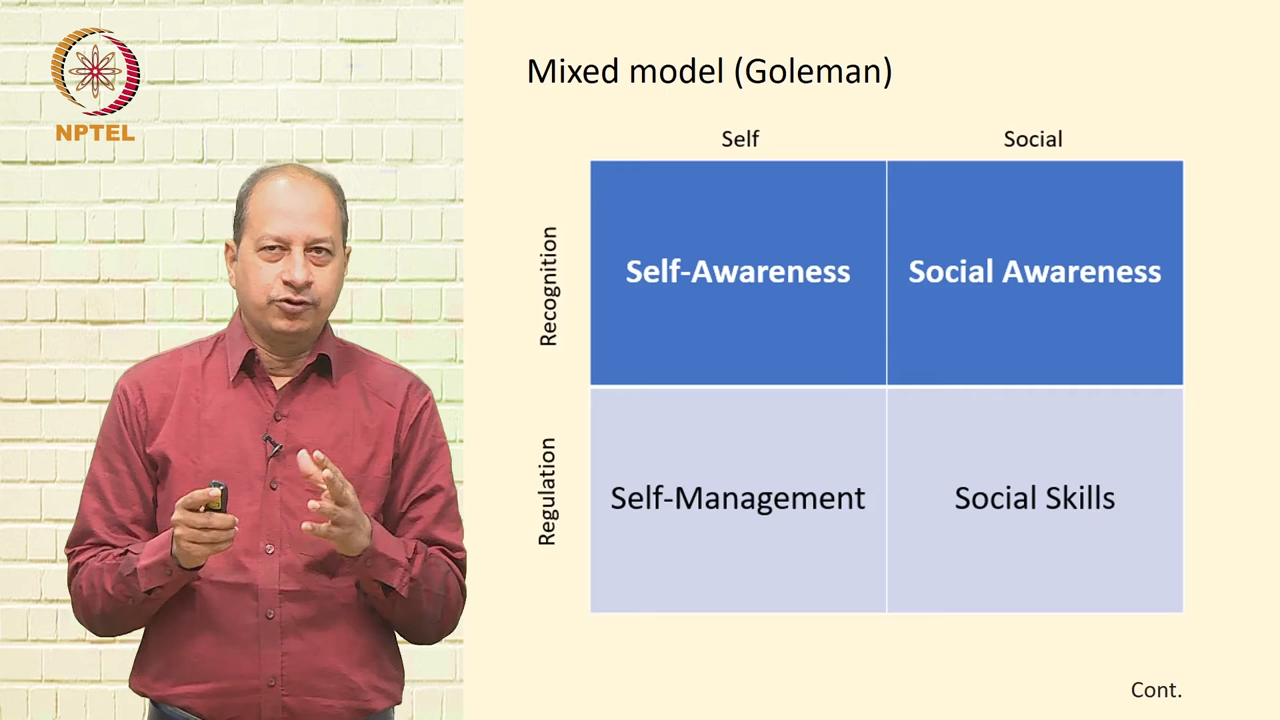 NPTEL
Mixed model (Goleman)
Self Social
Recognition
Self-Awareness Social Awareness
Regulation
Self-Management Social Skills
Cont.